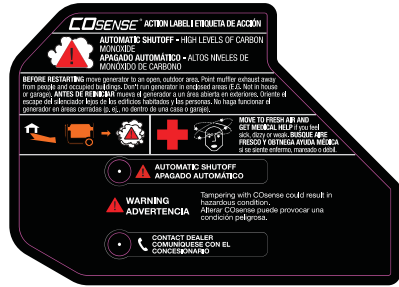 COSENSE® ACTION LABEL I ETIQUETA DE ACCIÓN
AUTOMATIC SHUTOFF - HIGH LEVELS OF CARBON
MONOXIDE
APAGADO AUTOMÁTICO - ALTOS NIVELES DE
MONÓXIDO DE CARBONO
BEFORE RESTARTING move generator to an open, outdoor area. Point muffler exhaust away
from people and occupied buildings. Don't run generator in enclosed areas (E.G. Not in house
or garage). ANTES DE REINICIAR mueva el generador a un área abierta en exteriores. Oriente el
escape del silenciador lejos de los edificios habitados y las personas. No haga funcionar el
generador en áreas cerradas (p. ej., no dentro de una casa o garaje).
MOVE TO FRESH AIR AND
GET MEDICAL HELP if you feel
sick, dizzy or weak. BUSQUE AIRE
FRESCO Y OBTNEGA AYUDA MÉDICA
si se siente enfermo, mareado o débil.
AUTOMATIC SHUTOFF
APAGADO AUTOMÁTICO
WARNING
ADVERTENCIA
Tampering with COsense could result in
hazardous condition.
Alterar COsense puede provocar una
condición peligrosa.
CONTACT DEALER
COMUNÍQUESE CON EL
CONCESIONARIO